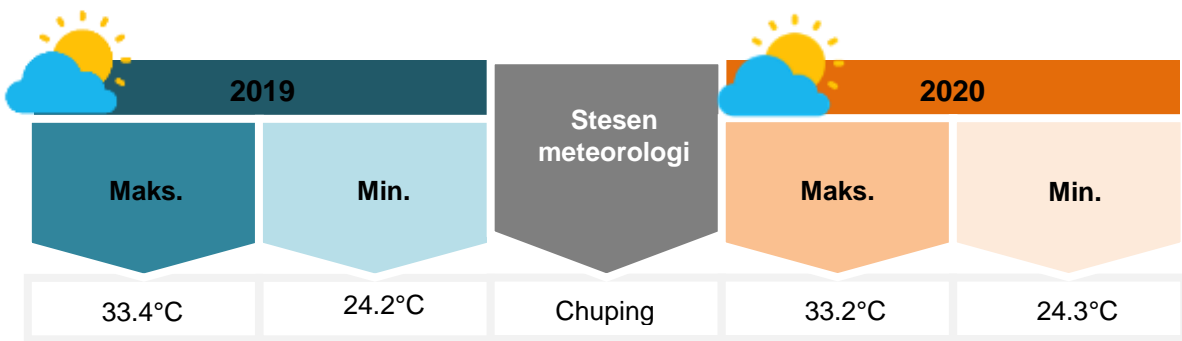 2019
Stesen
meteorologi
2020
Maks.
Min.
Maks.
Min.
33.4°C
24.2°C
Chuping
33.2°C
24.3°C